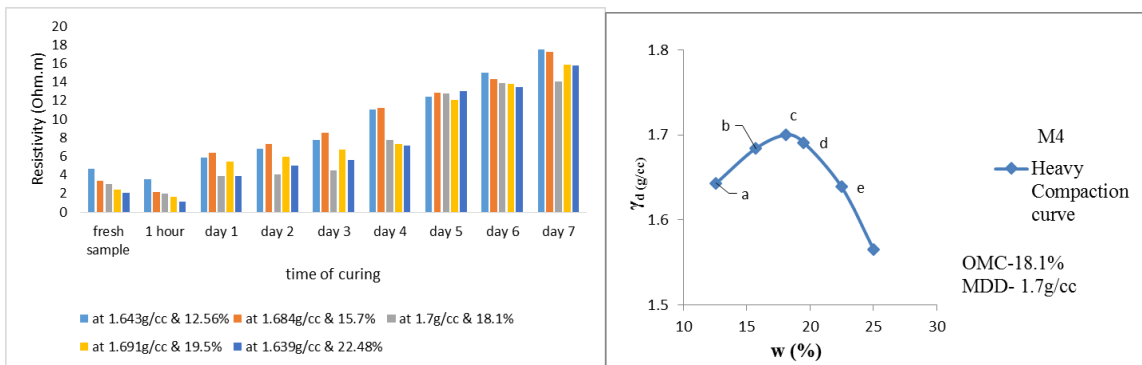 20
18
16
14
12
10
8
6
4
2
0
Resistivity (Ohm.m)
fresh sample 1 hour day 1 day 2 day 3 day 4 day 5 day 6 day 7
time of curing
at 1.643g/cc & 12.56% at 1.684g/cc & 15.7% at 1.7g/cc & 18.1%
at 1.691g/cc & 19.5% at 1.639g/cc & 22.48%
1.8
1.7
1.6
1.5
γd (g/cc)
a
b
c
d
e
10 15 20 25 30
w (%)
M4
Heavy
Compaction
curve
OMC-18.1%
MDD- 1.7g/cc